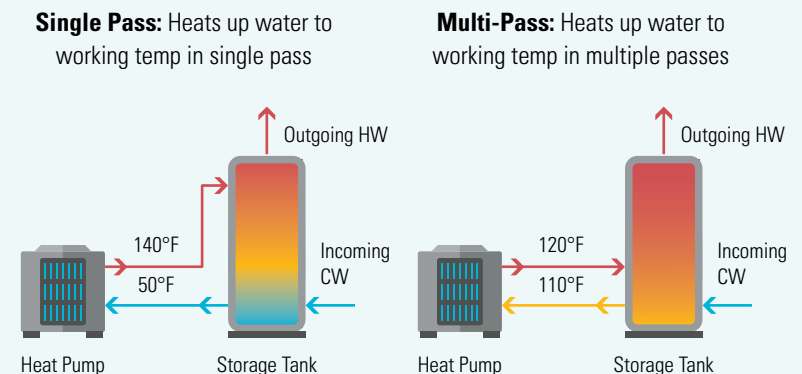 Single Pass: Heats up water to
working temp in single pass
Outgoing HW
140°F
50°F
Incoming
CW
Heat Pump
Storage Tank
Multi-Pass: Heats up water to
working temp in multiple passes
Outgoing HW
120°F
110°F
Incoming
CW
Heat Pump
Storage Tank